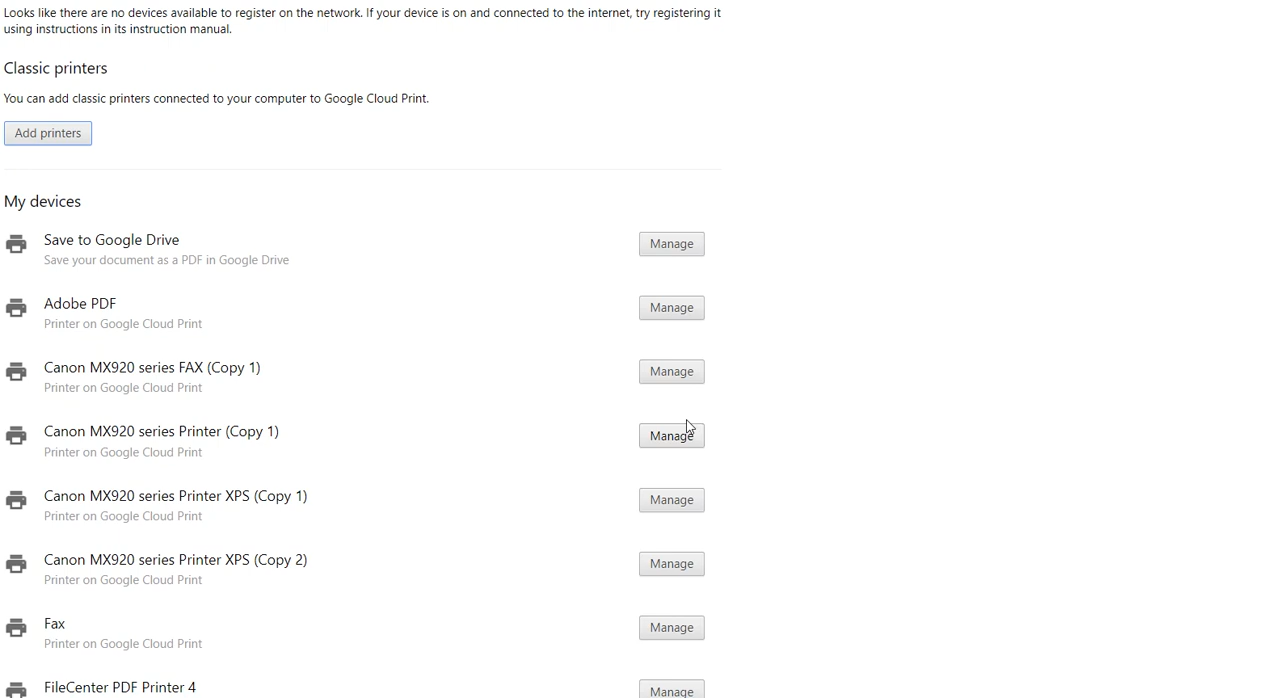 Looks like there are no devices available to register on the network. If your device is on and connected to the internet, try registering it
using instructions in its instruction manual.
Classic printers
You can add classic printers connected to your computer to Google Cloud Print.
Add printers
My devices
Save to Google Drive
Manage
Save your document as a PDF in Google Drive
Adobe PDF
Manage
Printer on Google Cloud Print
Canon MX920 series FAX (Copy 1)
Manage
Printer on Google Cloud Print
Canon MX920 series Printer (Copy 1)
Manage
Printer on Google Cloud Print
Canon MX920 series Printer XPS (Copy 1)
Manage
Printer on Google Cloud Print
Canon MX920 series Printer XPS (Copy 2)
Manage
Printer on Google Cloud Print
Fax
Manage
Printer on Google Cloud Print
FileCenter PDF Printer 4
Manage